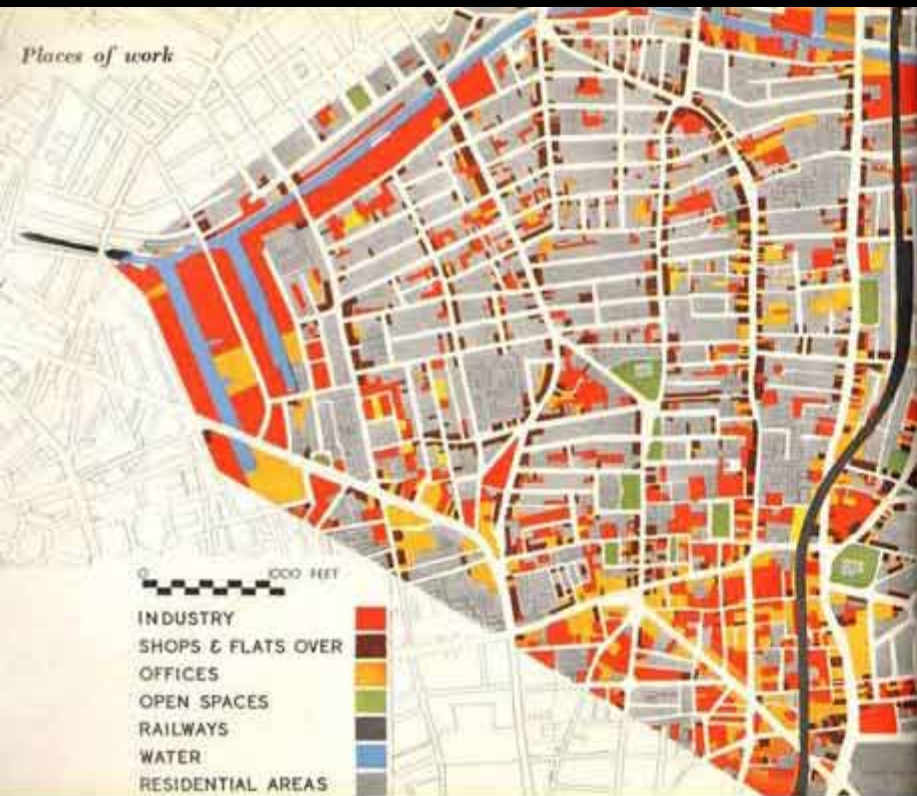 Places of work
0 1000 FEET
INDUSTRY
SHOPS & FLATS OVER
OFFICES
OPEN SPACES
RAILWAYS
WATER
RESIDENTIAL AREAS